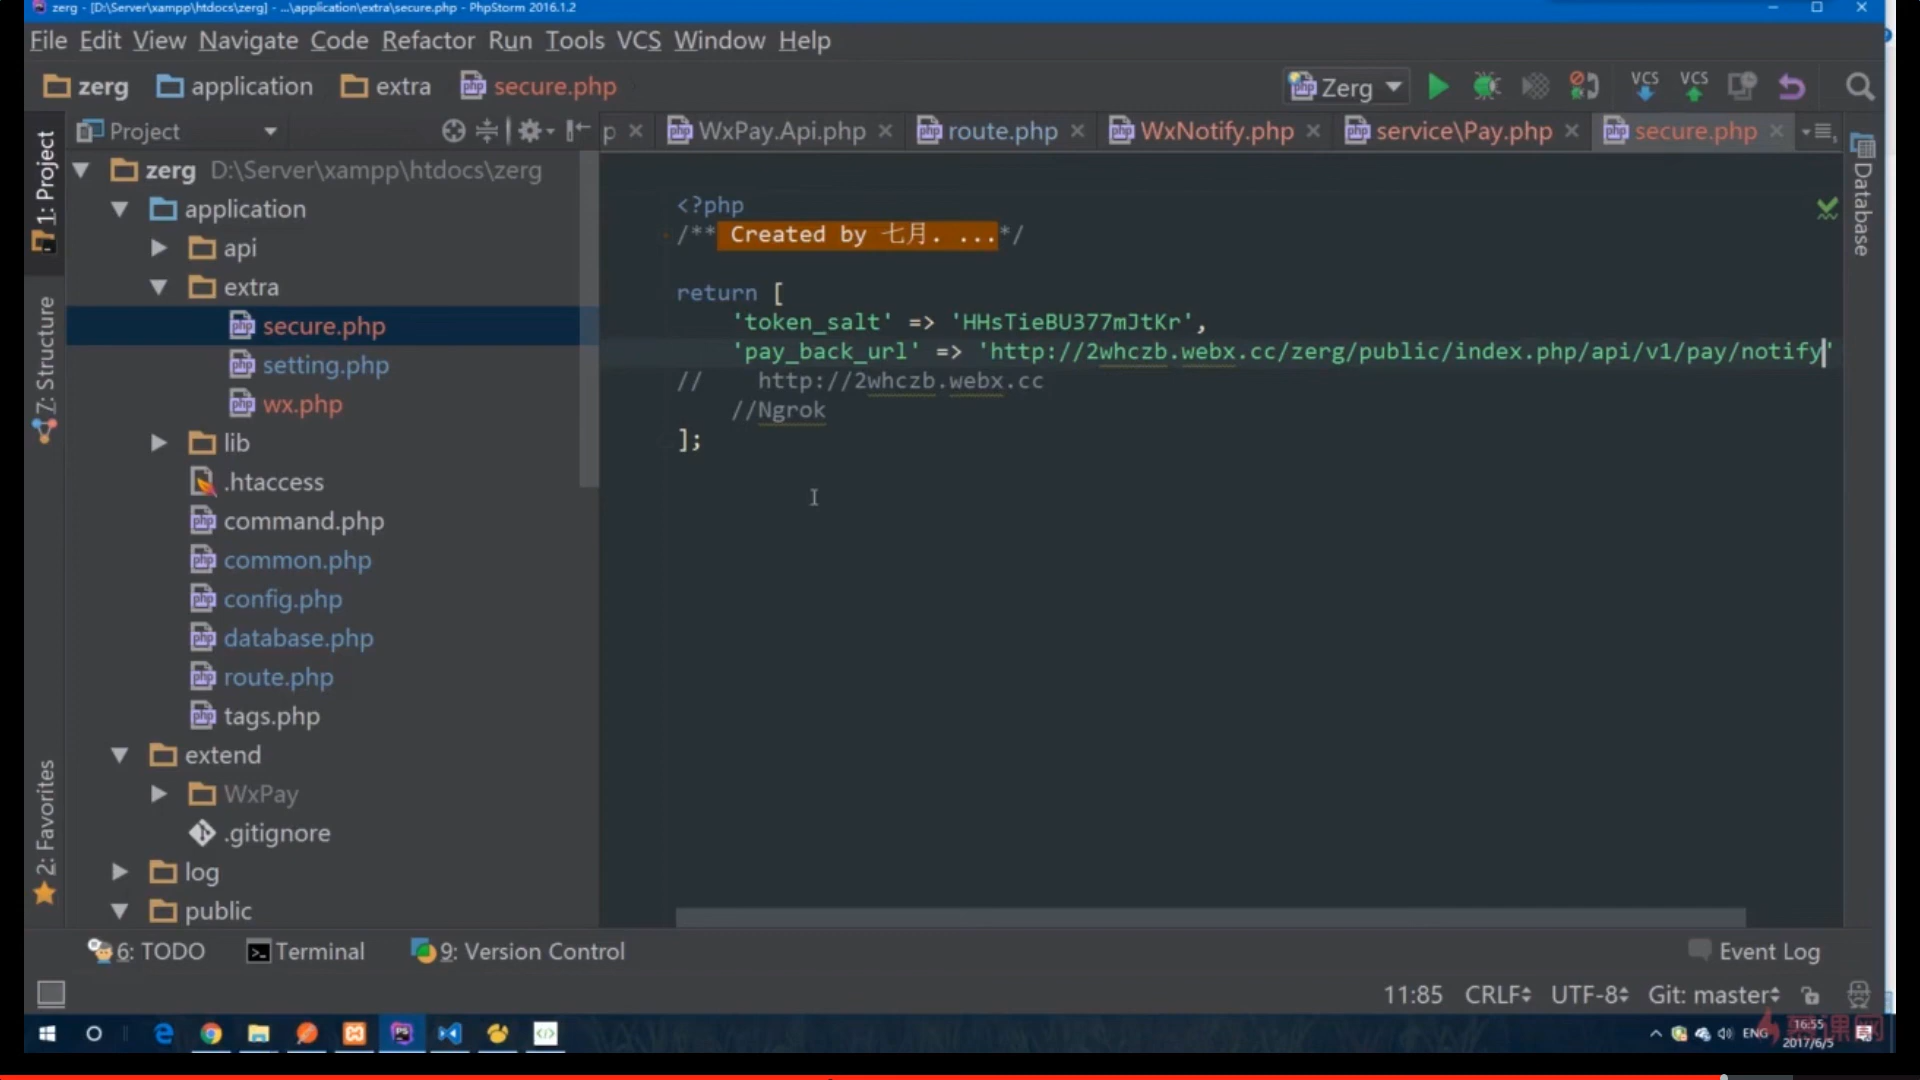 zerg - [D:\Server\xampp\htdocs\zerg] - ...\application\extra\secure.php - PhpStorm 2016.1.2
File Edit View Navigate Code Refactor Run Tools VCS Window Help
zerg application extra secure.php
Zerg
VCS VCS
Project
p WxPay.Api.php route.php WxNotify.php service\Pay.php secure.php
1: Project
7: Structure
2: Favorites
Database
zerg D:\Server\xampp\htdocs\zerg
application
api
extra
secure.php
setting.php
wx.php
lib
.htaccess
command.php
common.php
config.php
database.php
route.php
tags.php
extend
WxPay
.gitignore
log
public
<?php
/** Created by 七月. ...*/
return [
'token_salt' => 'HHsTieBU377mJtKr',
'pay_back_url' => 'http://2whczb.webx.cc/zerg/public/index.php/api/v1/pay/notify'
// http://2whczb.webx.cc
//Ngrok
];
6: TODO Terminal 9: Version Control Event Log
11:85 CRLF UTF-8 Git: master
ENG 16:55
2017/6/5
慕课网